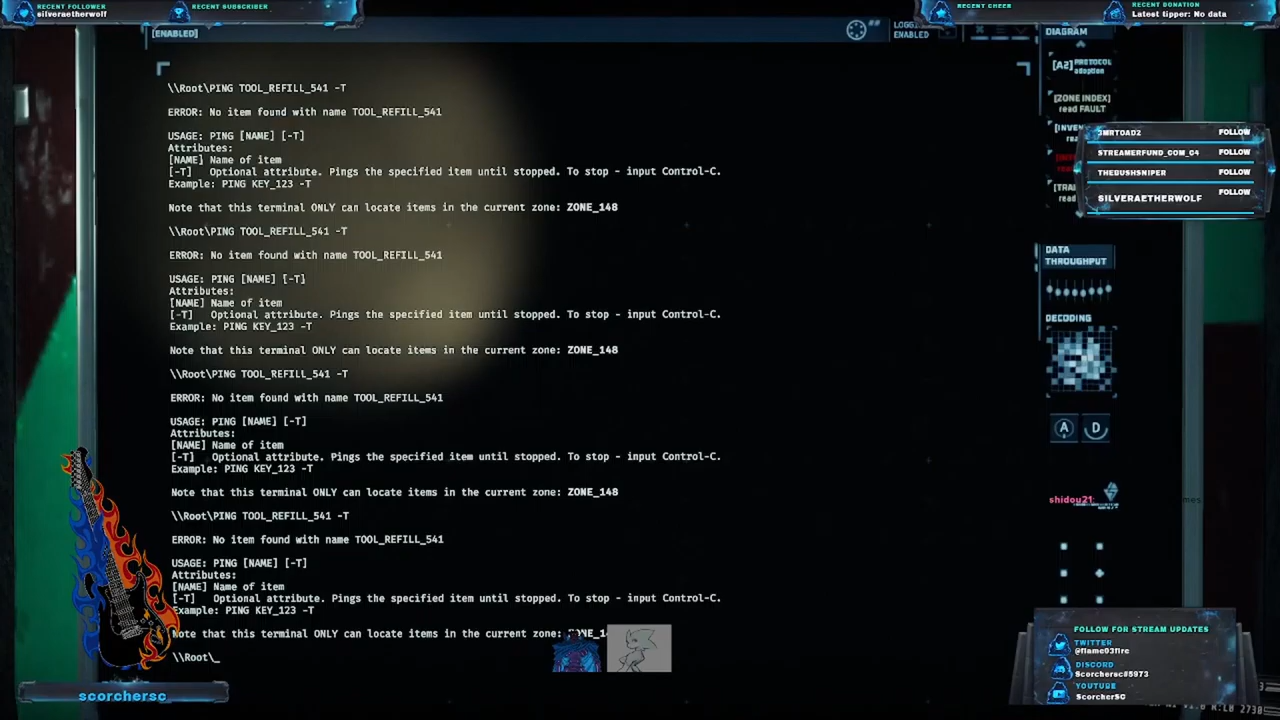 RECENT FOLLOWER
silveraetherwolf
RECENT SUBSCRIBER
RECENT CHEER
RECENT DONATION
Latest tipper: No data
[ENABLED]
ENABLED
DIAGRAM
[A2] PROTOCOL
adoption
[ZONE INDEX]
read FAULT
\\Root\PING TOOL_REFILL_541 -T
ERROR: No item found with name TOOL_REFILL_541
USAGE: PING [NAME] [-T]
Attributes:
[NAME] Name of item
[-T] Optional attribute. Pings the specified item until stopped. To stop - input Control-C.
Example: PING KEY_123 -T
Note that this terminal ONLY can locate items in the current zone: ZONE_148
\\Root\PING TOOL_REFILL_541 -T
ERROR: No item found with name TOOL_REFILL_541
USAGE: PING [NAME] [-T]
Attributes:
[NAME] Name of item
[-T] Optional attribute. Pings the specified item until stopped. To stop - input Control-C.
Example: PING KEY_123 -T
Note that this terminal ONLY can locate items in the current zone: ZONE_148
\\Root\PING TOOL_REFILL_541 -T
ERROR: No item found with name TOOL_REFILL_541
USAGE: PING [NAME] [-T]
Attributes:
[NAME] Name of item
[-T] Optional attribute. Pings the specified item until stopped. To stop - input Control-C.
Example: PING KEY_123 -T
Note that this terminal ONLY can locate items in the current zone: ZONE_148
\\Root\PING TOOL_REFILL_541 -T
ERROR: No item found with name TOOL_REFILL_541
USAGE: PING [NAME] [-T]
Attributes:
[NAME] Name of item
[-T] Optional attribute. Pings the specified item until stopped. To stop - input Control-C.
Example: PING KEY_123 -T
Note that this terminal ONLY can locate items in the current zone:
\\Root\_
JMRTOAD2 FOLLOW
STREAMERFUND_COM_C4 FOLLOW
THEBUSHSNIPER FOLLOW
SILVERAETHERWOLF FOLLOW
DATA
THROUGHPUT
DECODING
A D
shidou21:
FOLLOW FOR STREAM UPDATES
TWITTER
@flame03fire
DISCORD
Scorchersc#5973
YOUTUBE
ScorcherSC
scorchersc